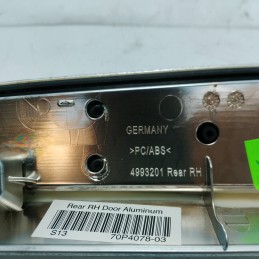 GERMANY
>PC/ABS<
4993201 Rear RH
Rear RH Door Aluminum
S13 70P4078-03